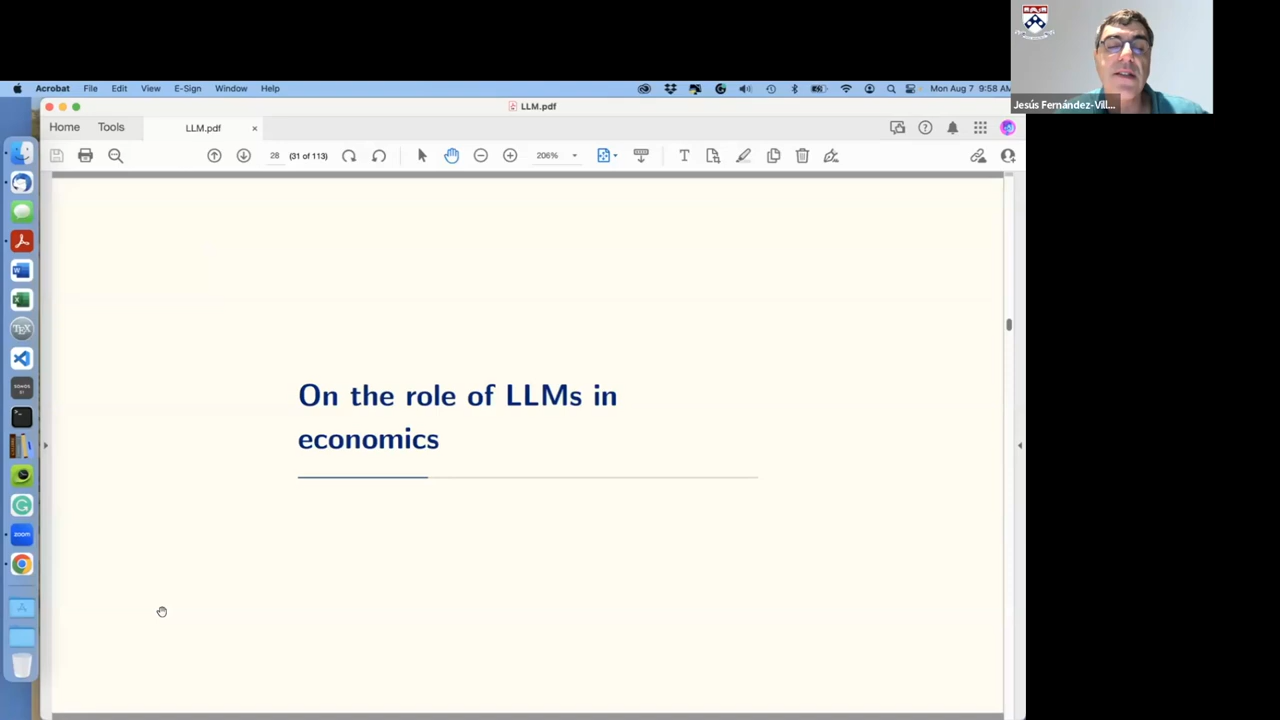 Acrobat File Edit View E-Sign Window Help Mon Aug 7 9:58 AM
LLM.pdf
Home Tools LLM.pdf
28 (31 of 113) 206%
On the role of LLMs in
economics
zoom
Jesús Fernández-Vill...